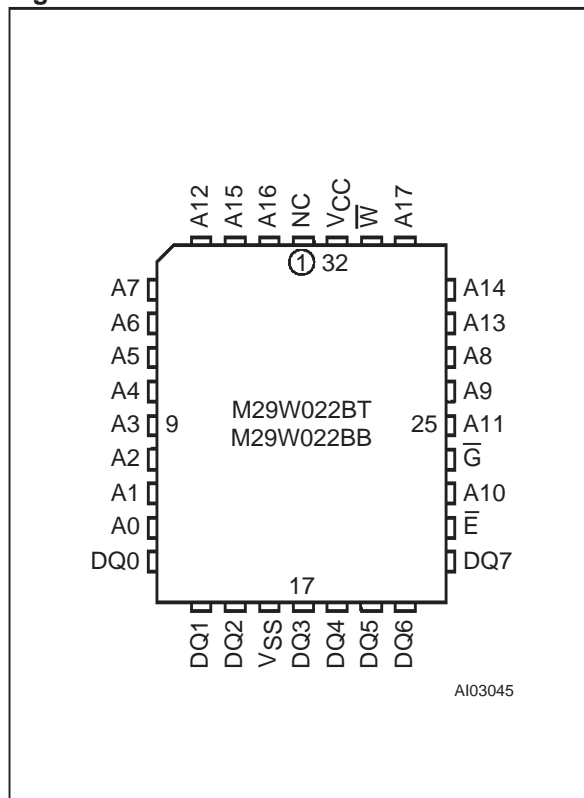 A12 A15 A16 NC VCC W̅ A17
1 32
A7 A14
A6 A13
A5 A8
A4 A9
A3 9 M29W022BT 25 A11
M29W022BB
A2 G̅
A1 A10
A0 E̅
DQ0 DQ7
17
DQ1 DQ2 VSS DQ3 DQ4 DQ5 DQ6
AI03045